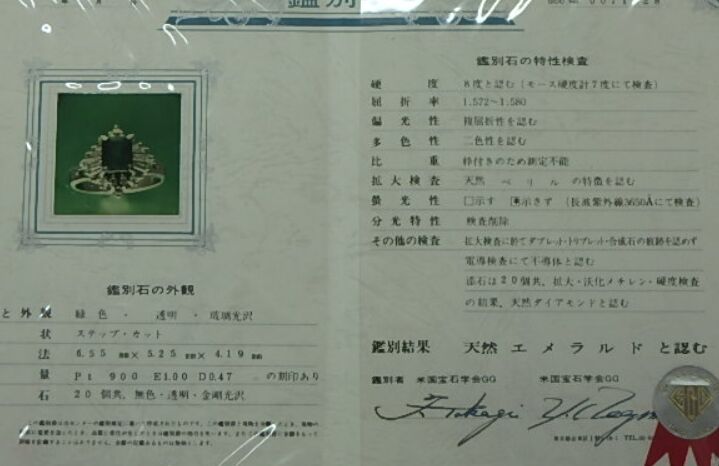 鑑別
鑑別石の特性検査
硬 度 8度と認む(モース硬度計7度にて検査)
屈折率 1.572~1.580
偏光性 複屈折性を認む
多色性 二色性を認む
比 重 枠付きのため測定不能
拡大検査 天然 ベリル の特徴を認む
螢光性 □示す 示さず (長波紫外線3650Åにて検査)
分光特性 検査削除
その他の検査 拡大検査に於てダブレット・トリプレット・合成石の痕跡を認めず
電導検査にて不導体と認む
添石は20個共、拡大・沃化メチレン・硬度検査
の結果、天然ダイアモンドと認む
鑑別結果 天然エメラルドと認む
鑑別者 米国宝石学会GG 米国宝石学会GG
鑑別石の外観
と外観 緑色・透明・玻璃光沢
状 ステップ・カット
法 6.55 mm× 5.25 mm× 4.19 mm
量 Pt 900 E1.00 D0.47 の刻印あり
石 20個共、無色・透明・金剛光沢